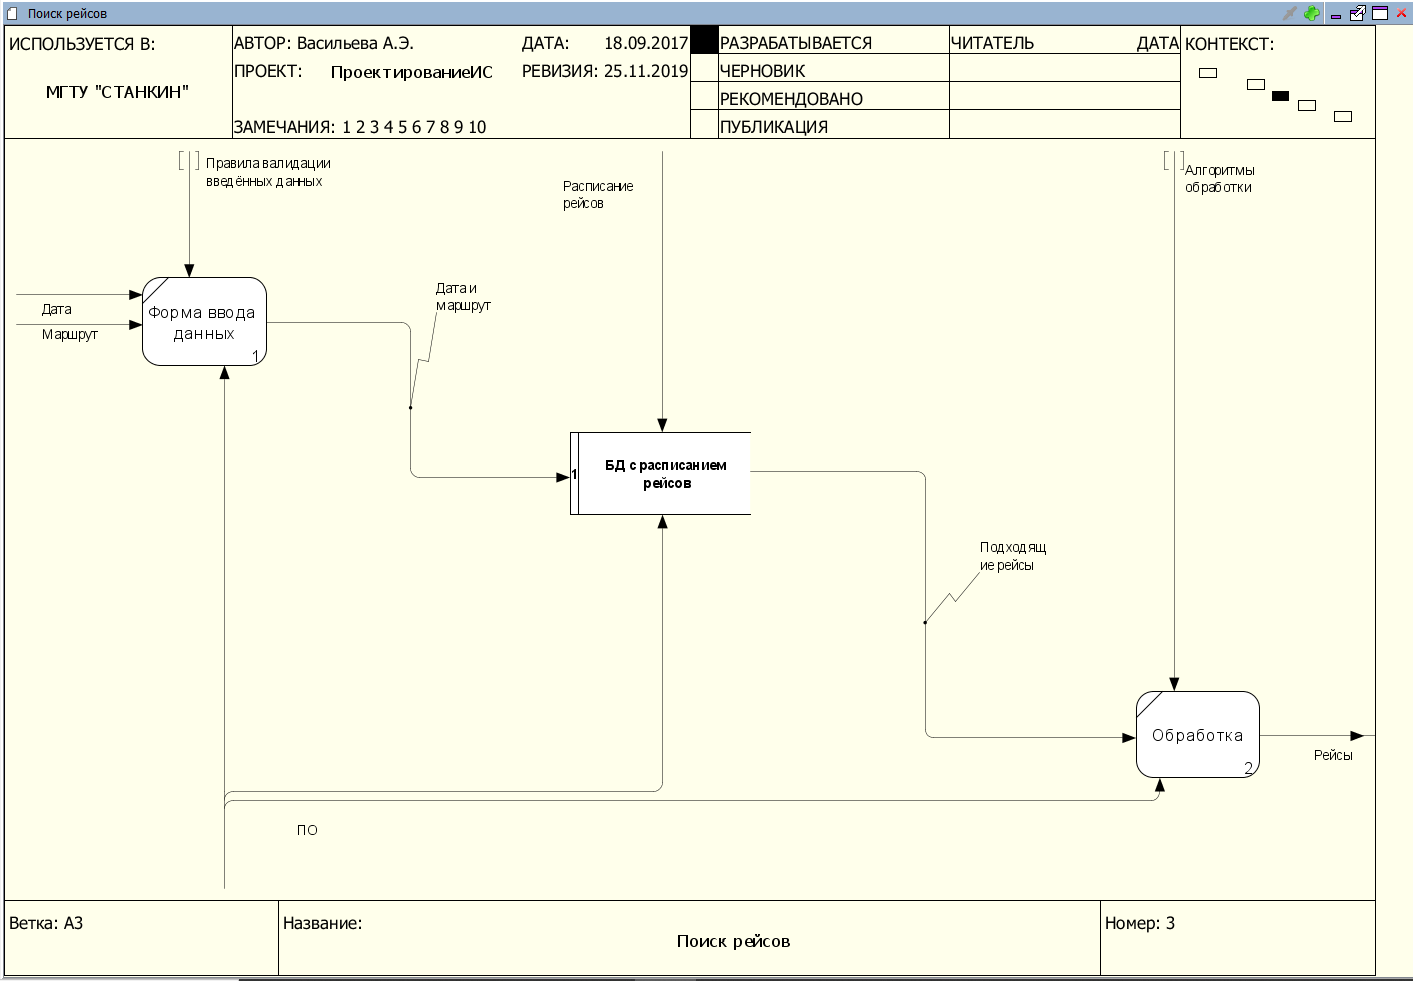 Поиск рейсов
ИСПОЛЬЗУЕТСЯ В:
МГТУ "СТАНКИН"
АВТОР: Васильева А.Э.
ДАТА: 18.09.2017
ПРОЕКТ: ПроектированиеИС
РЕВИЗИЯ: 25.11.2019
ЗАМЕЧАНИЯ: 1 2 3 4 5 6 7 8 9 10
РАЗРАБАТЫВАЕТСЯ
ЧЕРНОВИК
РЕКОМЕНДОВАНО
ПУБЛИКАЦИЯ
ЧИТАТЕЛЬ
ДАТА
КОНТЕКСТ:
Правила валидации
введённых данных
Расписание
рейсов
Алгоритмы
обработки
Дата
Маршрут
Форма ввода
данных
1
Дата и
маршрут
1
БД с расписанием
рейсов
Подходящ
ие рейсы
Обработка
2
Рейсы
ПО
Ветка: A3
Название:
Поиск рейсов
Номер: 3